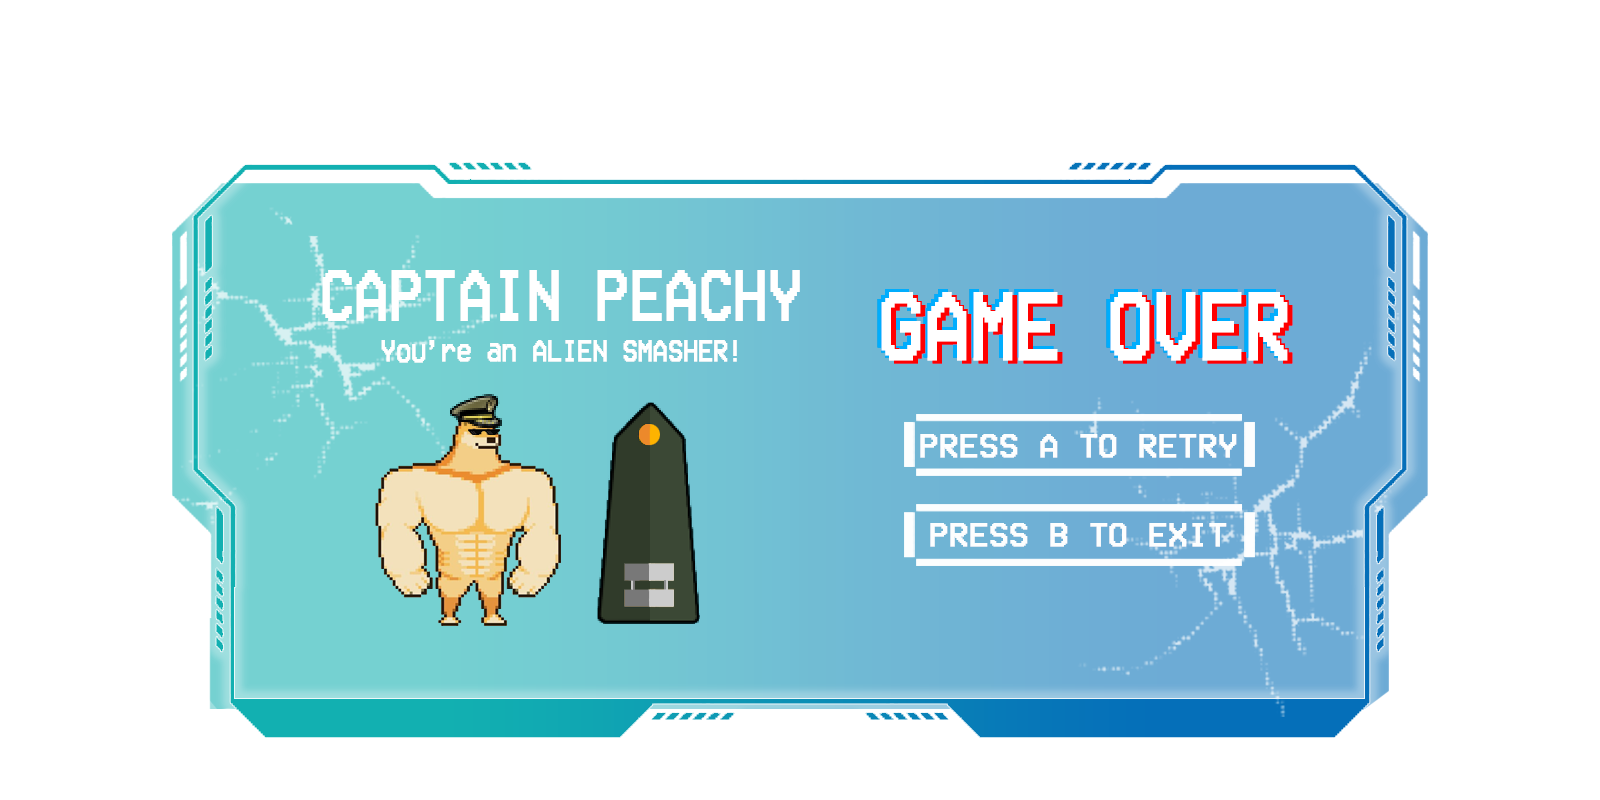 CAPTAIN PEACHY
YOU're an ALIEN SMASHER!
GAME OVER
PRESS A TO RETRY
PRESS B TO EXIT